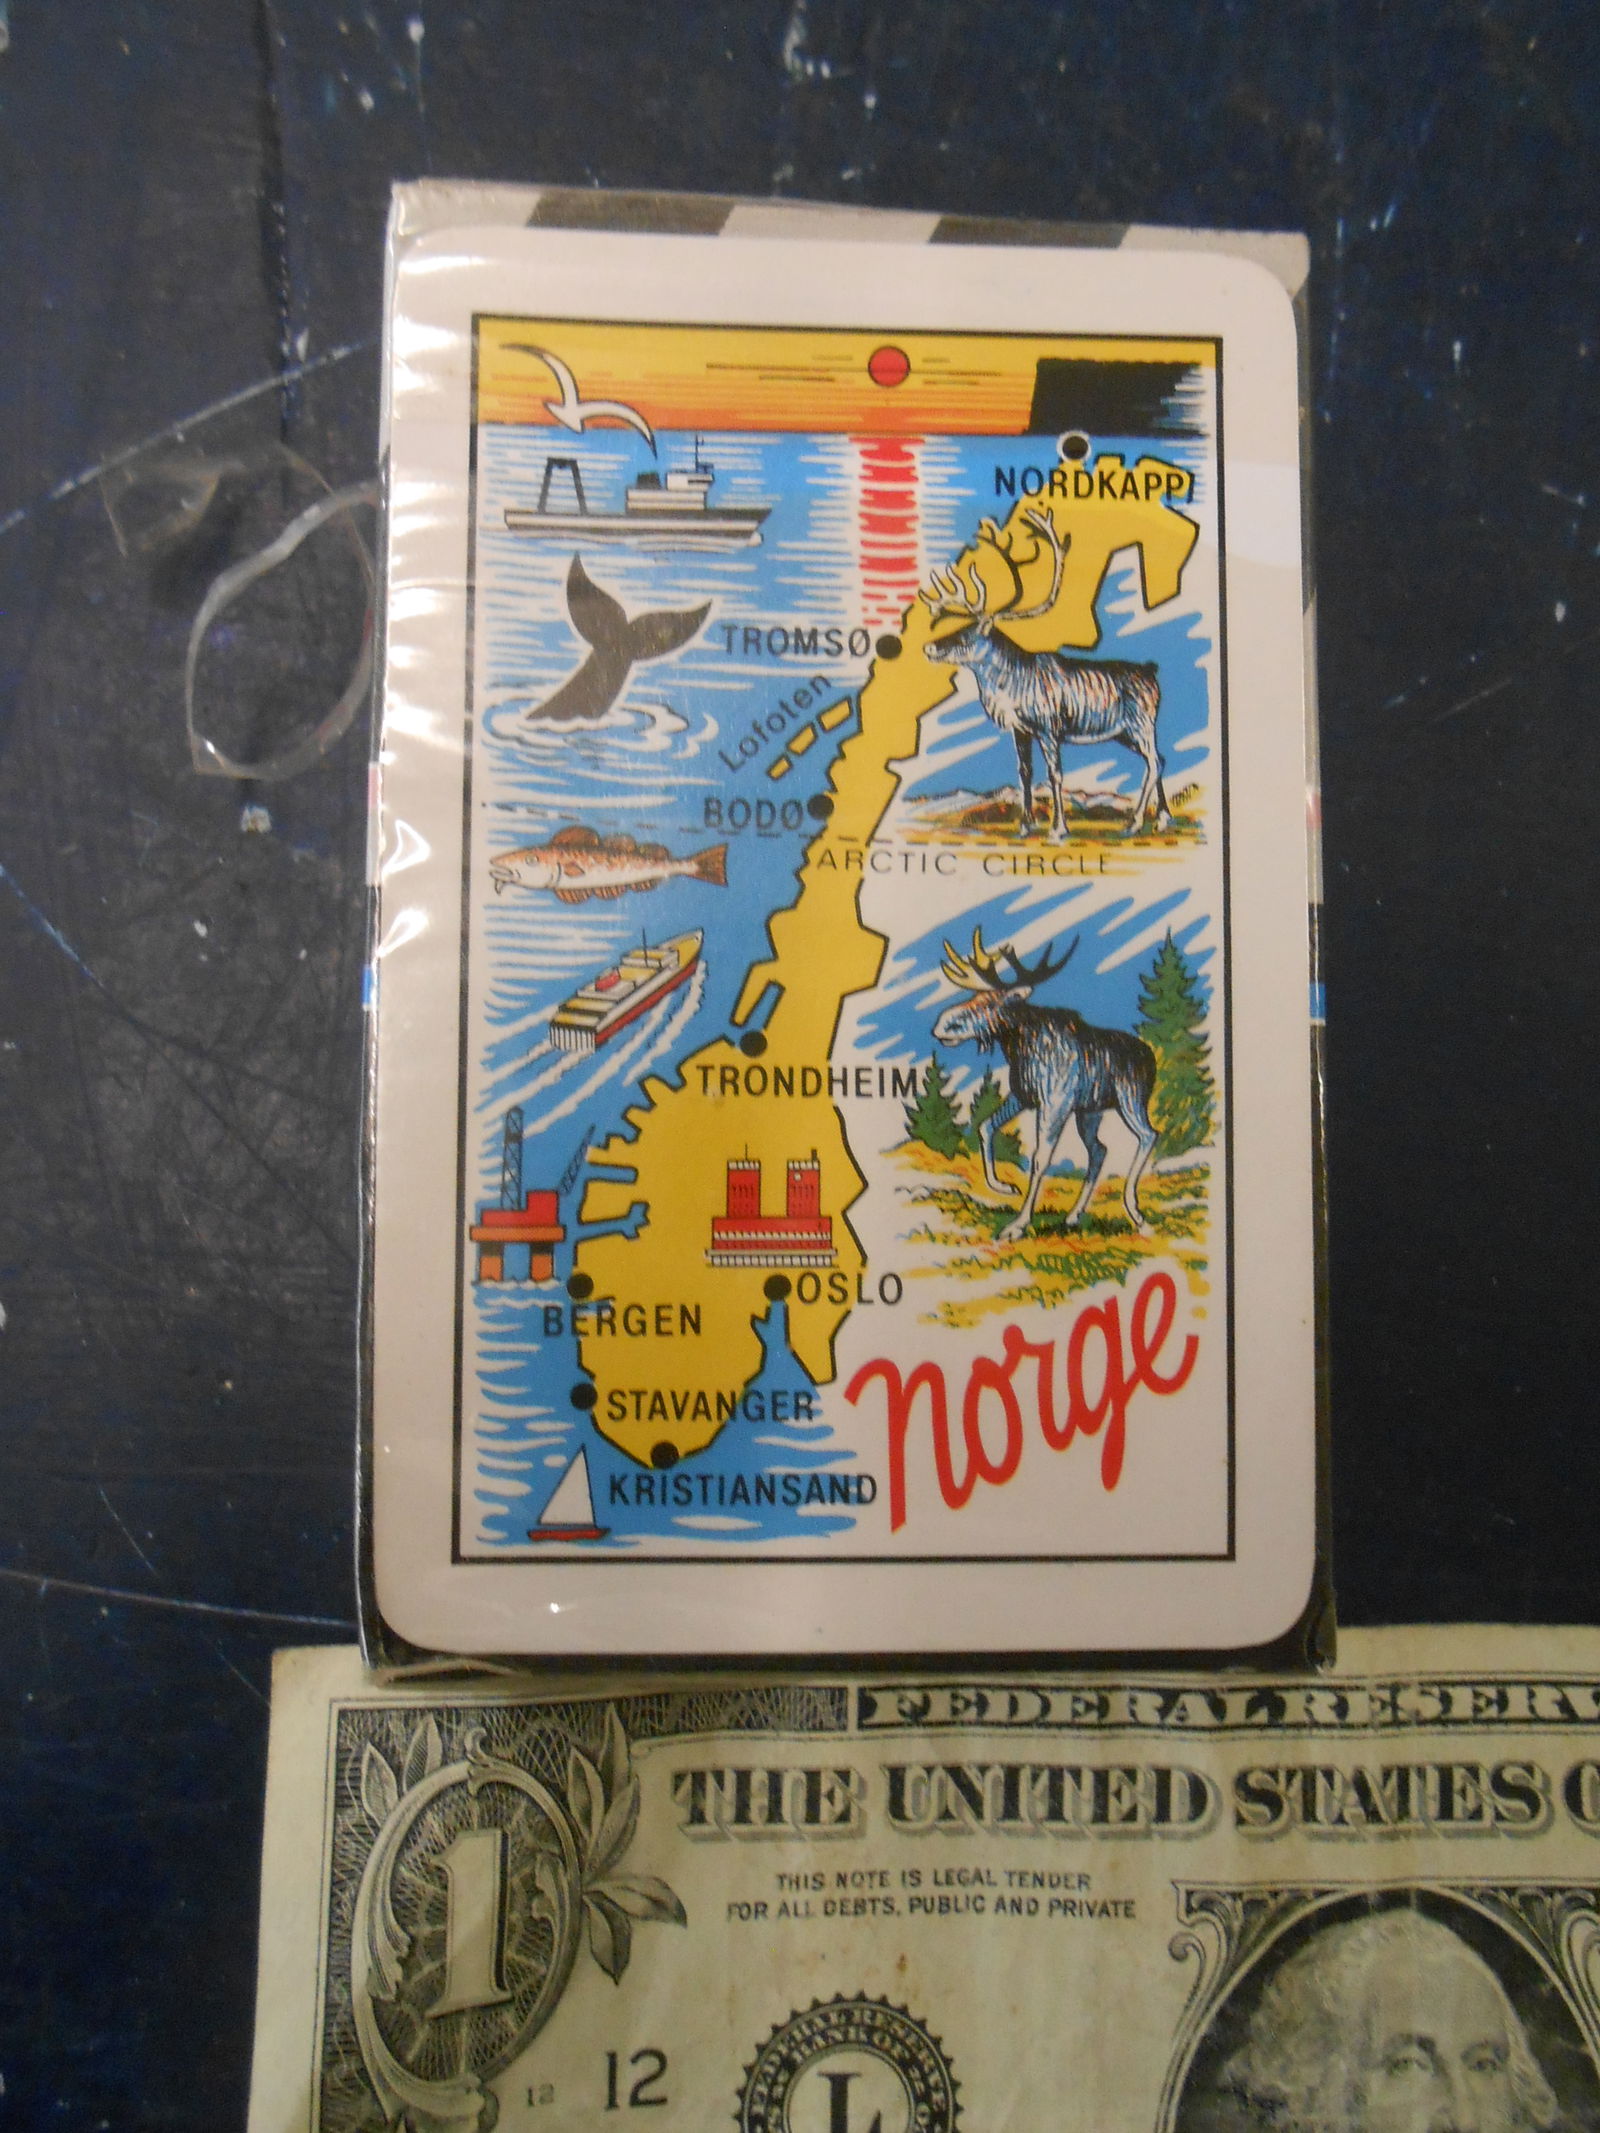 NORDKAPP
TROMSØ
Lofoten
BODØ
ARCTIC CIRCLE
TRONDHEIM
OSLO
BERGEN
STAVANGER
KRISTIANSAND
Norge
FEDERAL RESERV
THE UNITED STATES O
THIS NOTE IS LEGAL TENDER
FOR ALL DEBTS, PUBLIC AND PRIVATE
1
12 12
L